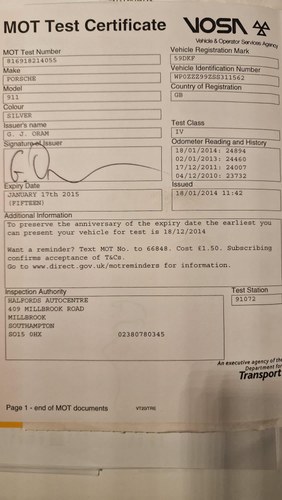 MOT Test Certificate
VOSA
Vehicle & Operator Services Agency
MOT Test Number
916918214055
Vehicle Registration Mark
59DKF
Make
PORSCHE
Vehicle Identification Number
WP0ZZZ99ZSS311562
Model
911
Country of Registration
GB
Colour
SILVER
Issuer's name
G. J. ORAM
Test Class
IV
Signature of Issuer
Odometer Reading and History
18/01/2014: 24894
02/01/2013: 24460
17/12/2011: 24007
04/12/2010: 23732
Expiry Date
JANUARY 17th 2015
(FIFTEEN)
Issued
18/01/2014 11:42
Additional Information
To preserve the anniversary of the expiry date the earliest you
can present your vehicle for test is 18/12/2014
Want a reminder? Text MOT No. to 66848. Cost £1.50. Subscribing
confirms acceptance of T&Cs.
Go to www.direct.gov.uk/motreminders for information.
Inspection Authority
HALFORDS AUTOCENTRE
409 MILLBROOK ROAD
MILLBROOK
SOUTHAMPTON
SO15 0HX 02380780345
Test Station
91072
An executive agency of the
Department for
Transport
Page 1 - end of MOT documents